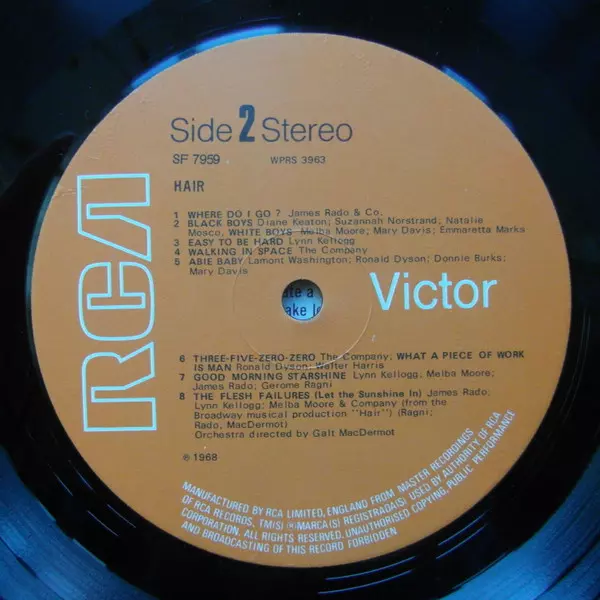 RCA
Side 2 Stereo
SF 7959 WPRS 3963
HAIR
1 WHERE DO I GO? James Rado & Co.
2 BLACK BOYS Diane Keaton; Suzannah Norstrand; Natalie
Mosco. WHITE BOYS Melba Moore; Mary Davis; Emmaretta Marks
3 EASY TO BE HARD Lynn Kellogg
4 WALKING IN SPACE The Company
5 ABIE BABY Lamont Washington; Ronald Dyson; Donnie Burks;
Mary Davis
Victor
ate a
ake le
6 THREE-FIVE-ZERO-ZERO The Company; WHAT A PIECE OF WORK
IS MAN Ronald Dyson; Walter Harris
7 GOOD MORNING STARSHINE Lynn Kellogg; Melba Moore;
James Rado; Gerome Ragni
8 THE FLESH FAILURES (Let the Sunshine In) James Rado;
Lynn Kellogg; Melba Moore & Company (from the
Broadway musical production "Hair") (Ragni;
Rado, MacDermot)
Orchestra directed by Galt MacDermot
℗ 1968
MANUFACTURED BY RCA LIMITED, ENGLAND FROM MASTER RECORDINGS
OF RCA RECORDS. TM(S) ® MARCA(S) REGISTRADA(S) USED BY AUTHORITY OF RCA
CORPORATION. ALL RIGHTS RESERVED. UNAUTHORISED COPYING, PUBLIC PERFORMANCE
AND BROADCASTING OF THIS RECORD FORBIDDEN